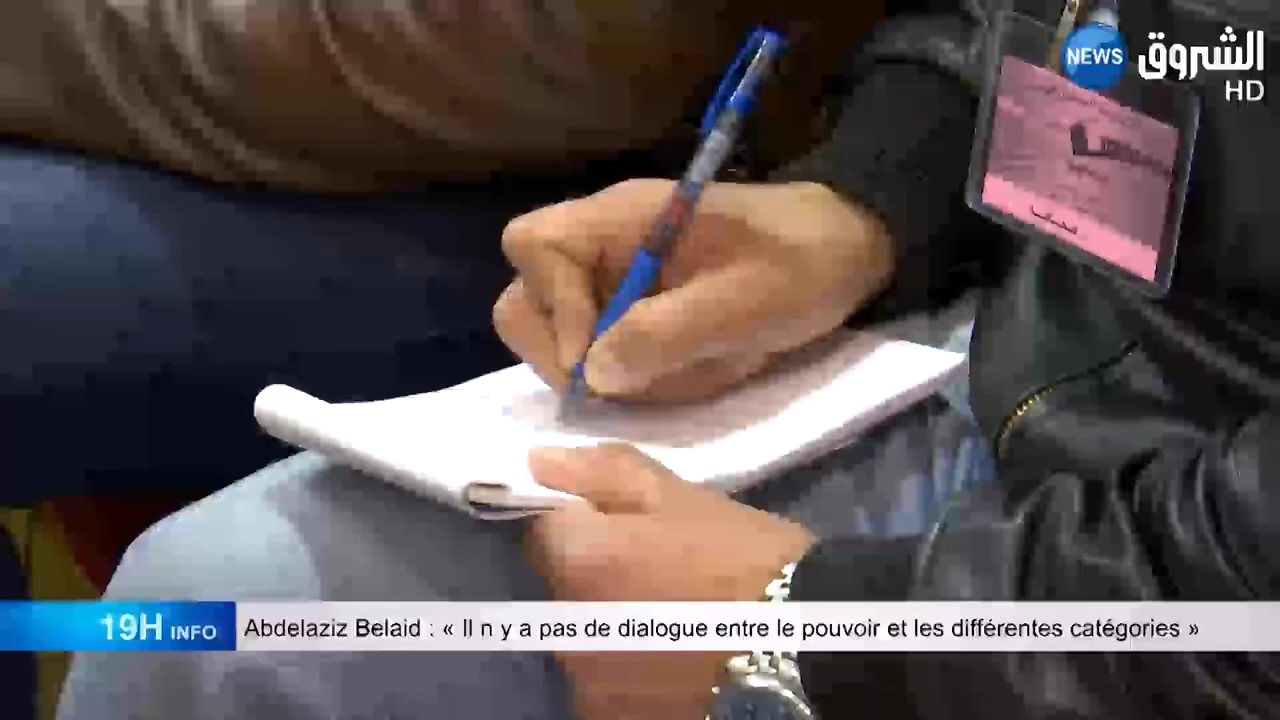 NEWS الشروق
HD
19H INFO
Abdelaziz Belaid : « Il n y a pas de dialogue entre le pouvoir et les différentes catégories »